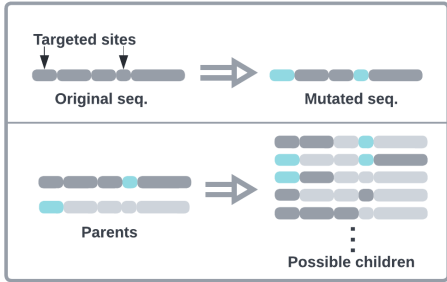 Targeted sites
Original seq.
Mutated seq.
Parents
Possible children